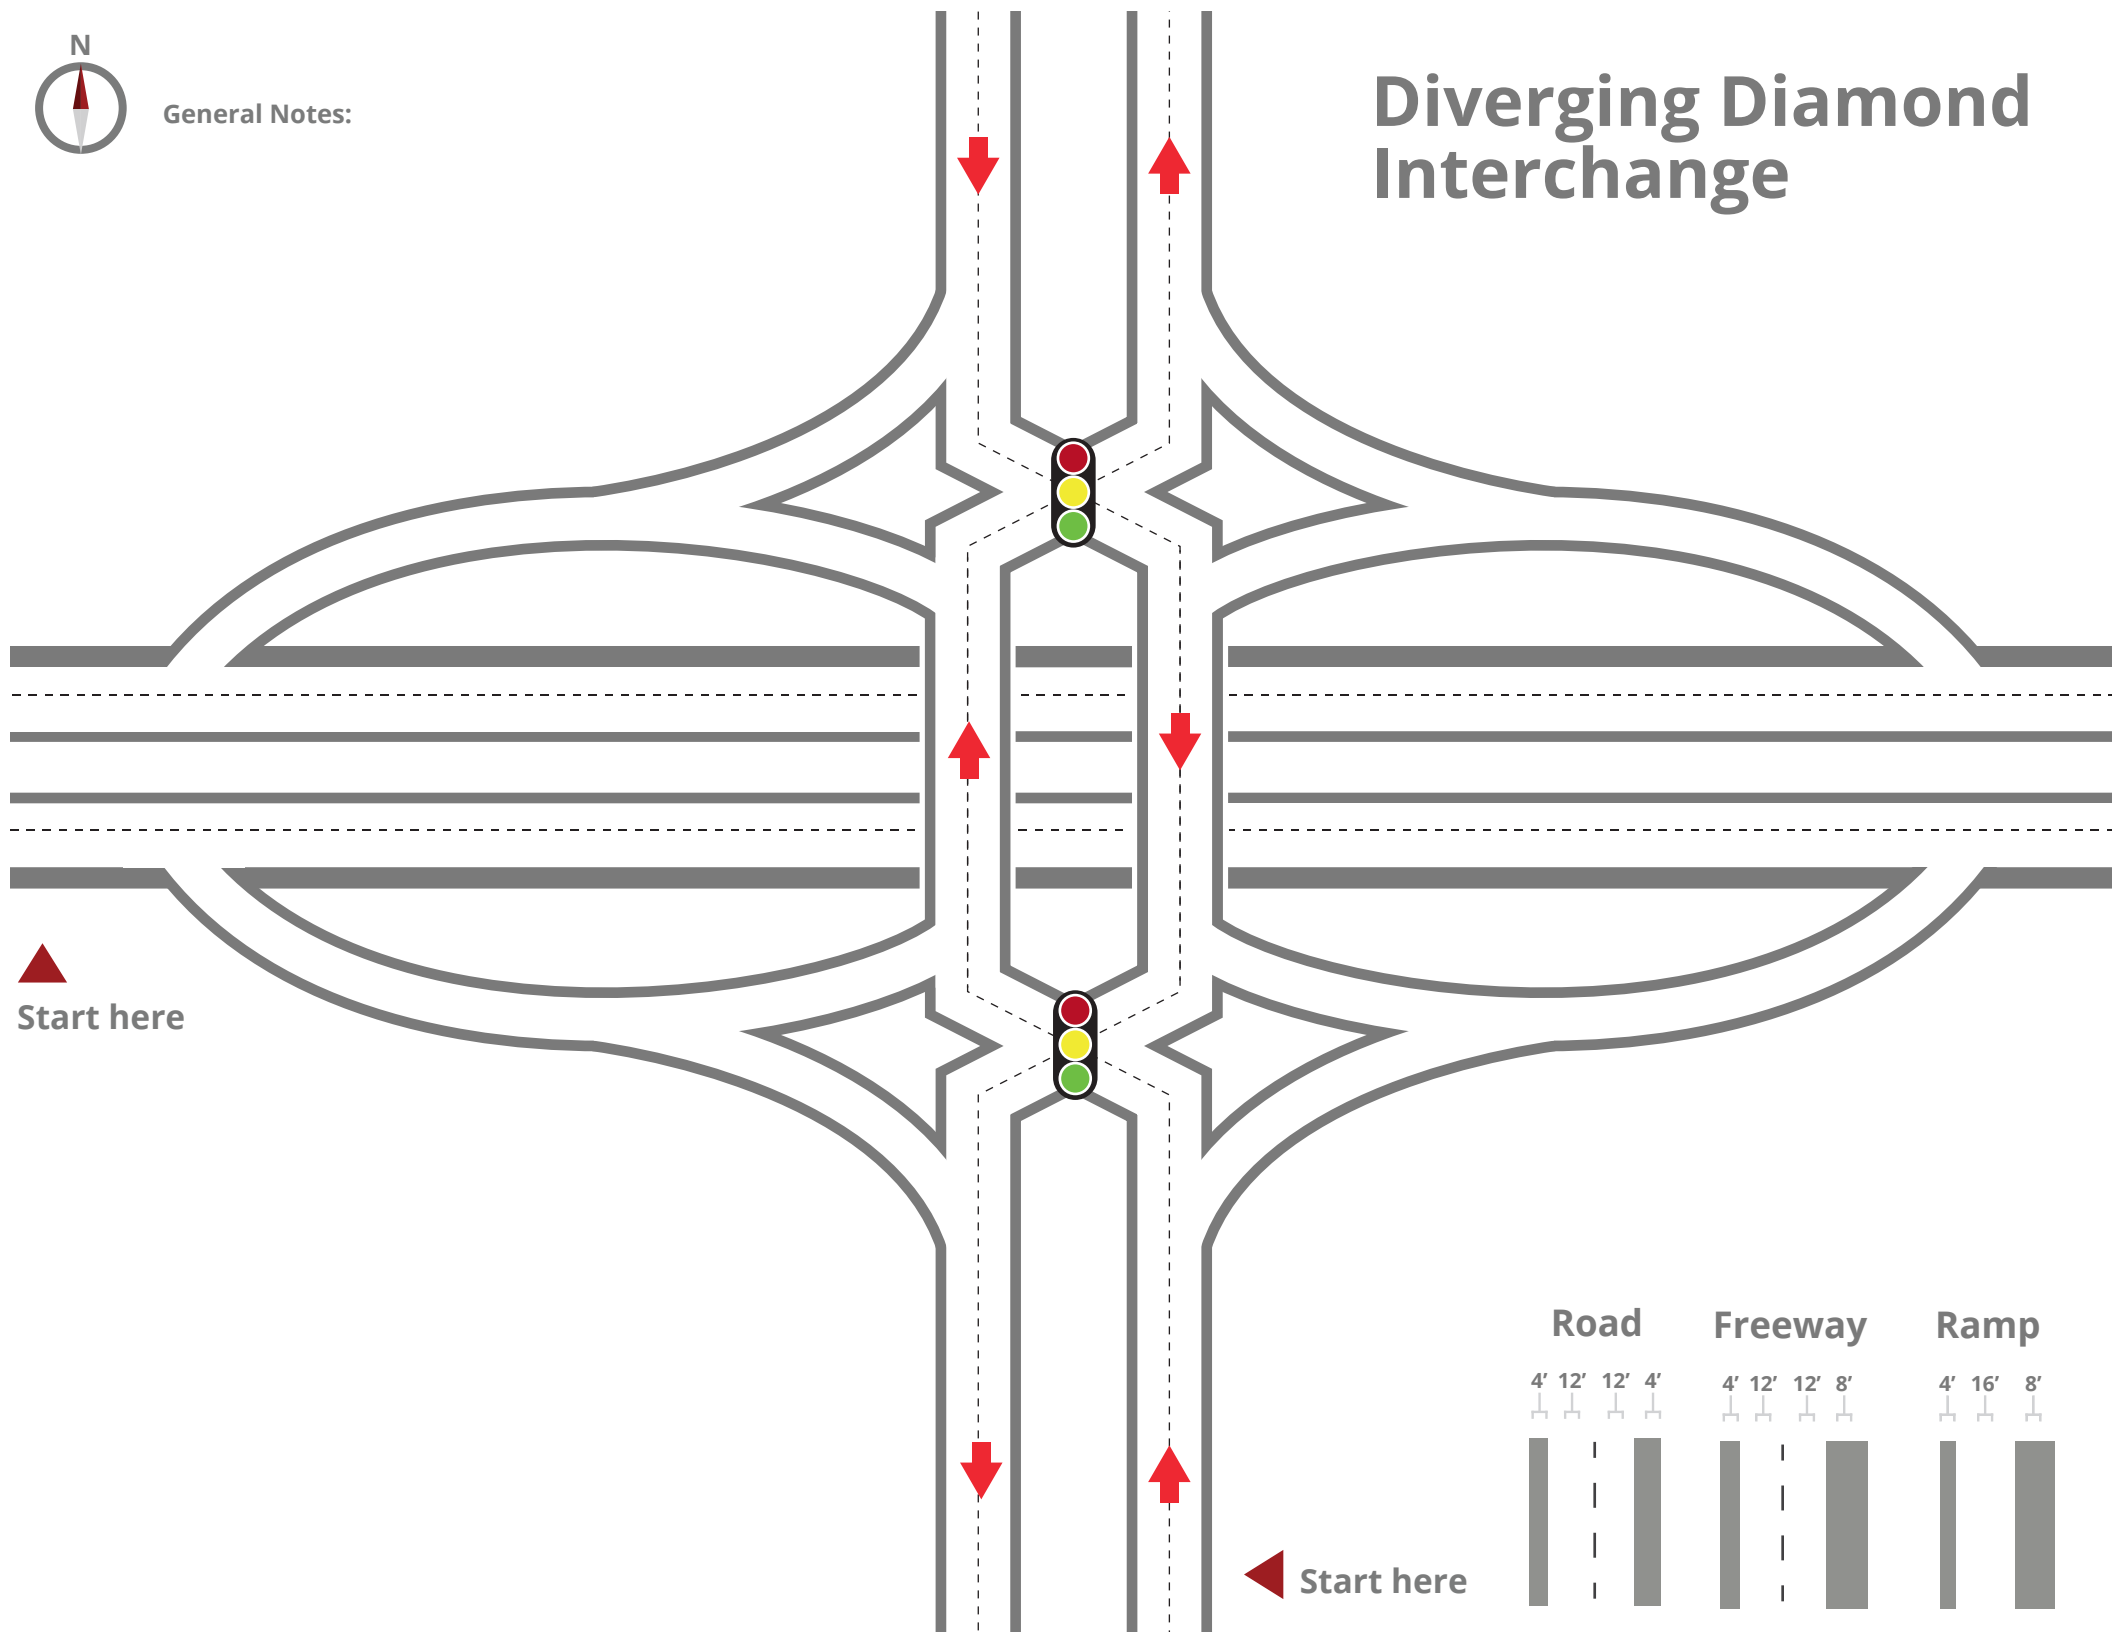 N
General Notes:
Diverging Diamond
Interchange
Start here
Start here
Road
4’ 12’ 12’ 4’
Freeway
4’ 12’ 12’ 8’
Ramp
4’ 16’ 8’